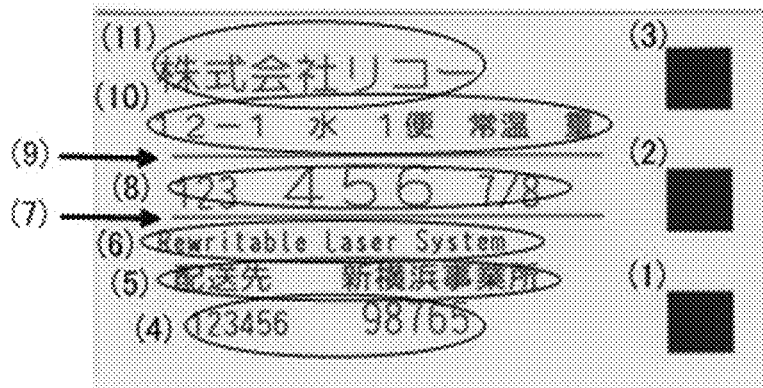 (11) (3)
株式会社リコー
(10)
12-1 水 1便 常温
(9) (2)
(8) 123 456 7/8
(7)
(6) Rewritable Laser System
(5) 配送先 新横浜事業所 (1)
(4) 123456 98765